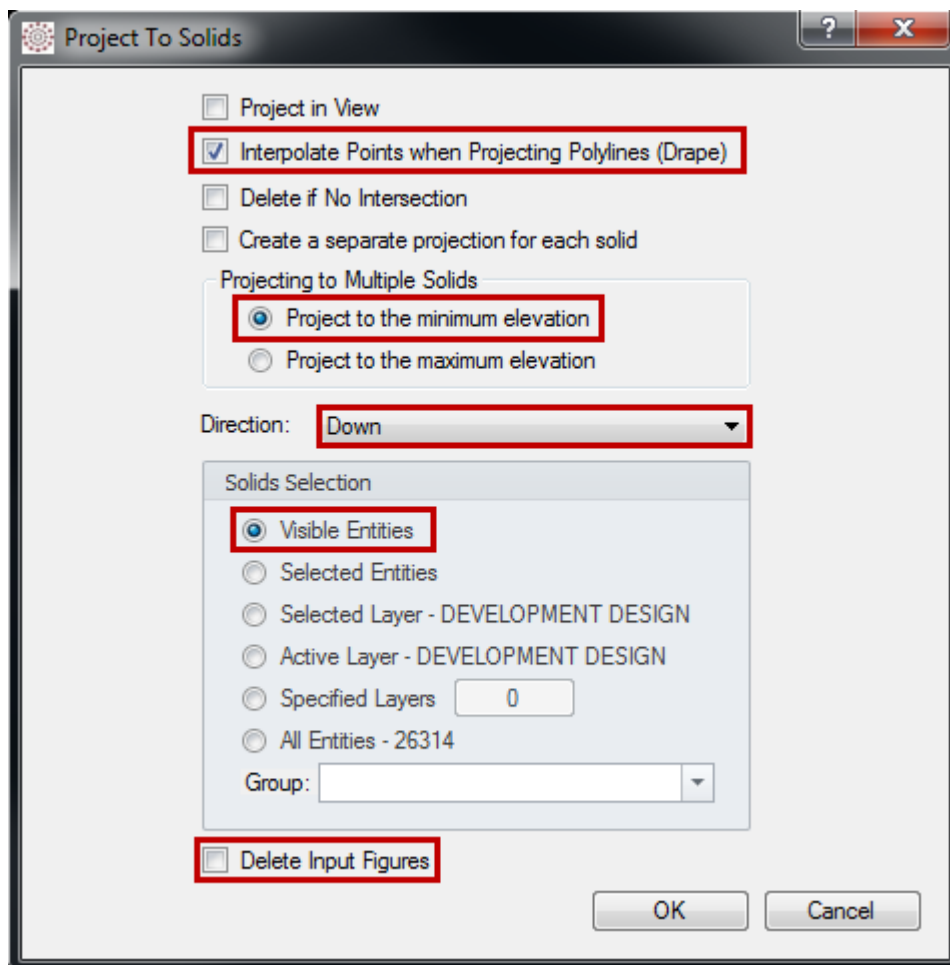 Project To Solids
?
Project in View
Interpolate Points when Projecting Polylines (Drape)
Delete if No Intersection
Create a separate projection for each solid
Projecting to Multiple Solids
Project to the minimum elevation
Project to the maximum elevation
Direction: Down
Solids Selection
Visible Entities
Selected Entities
Selected Layer - DEVELOPMENT DESIGN
Active Layer - DEVELOPMENT DESIGN
Specified Layers 0
All Entities - 26314
Group:
Delete Input Figures
OK Cancel